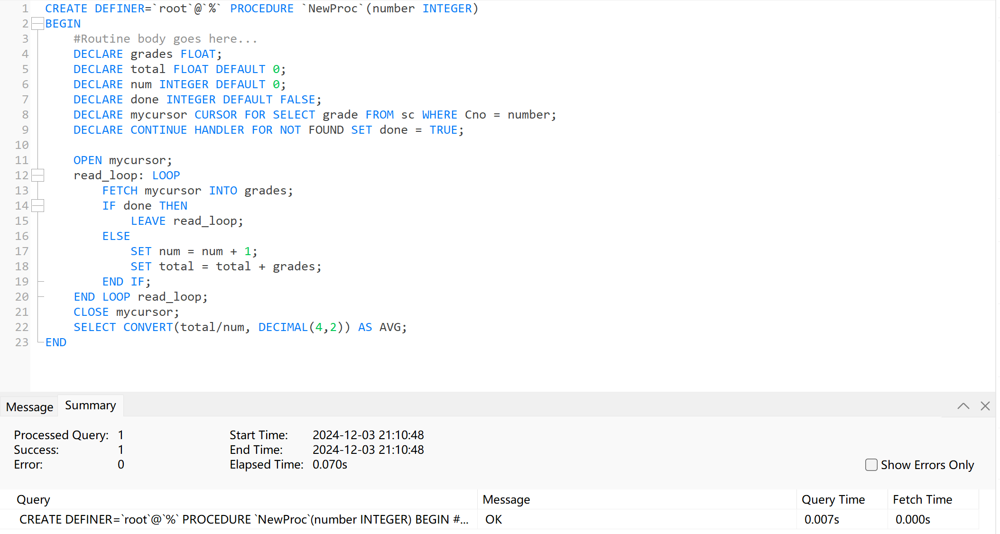 1 CREATE DEFINER=`root`@`%` PROCEDURE `NewProc`(number INTEGER)
2 BEGIN
3 #Routine body goes here...
4 DECLARE grades FLOAT;
5 DECLARE total FLOAT DEFAULT 0;
6 DECLARE num INTEGER DEFAULT 0;
7 DECLARE done INTEGER DEFAULT FALSE;
8 DECLARE mycursor CURSOR FOR SELECT grade FROM sc WHERE Cno = number;
9 DECLARE CONTINUE HANDLER FOR NOT FOUND SET done = TRUE;
10
11 OPEN mycursor;
12 read_loop: LOOP
13 FETCH mycursor INTO grades;
14 IF done THEN
15 LEAVE read_loop;
16 ELSE
17 SET num = num + 1;
18 SET total = total + grades;
19 END IF;
20 END LOOP read_loop;
21 CLOSE mycursor;
22 SELECT CONVERT(total/num, DECIMAL(4,2)) AS AVG;
23 END
Message Summary
Processed Query: 1 Start Time: 2024-12-03 21:10:48
Success: 1 End Time: 2024-12-03 21:10:48
Error: 0 Elapsed Time: 0.070s
Show Errors Only
Query Message Query Time Fetch Time
CREATE DEFINER=`root`@`%` PROCEDURE `NewProc`(number INTEGER) BEGIN #... OK 0.007s 0.000s